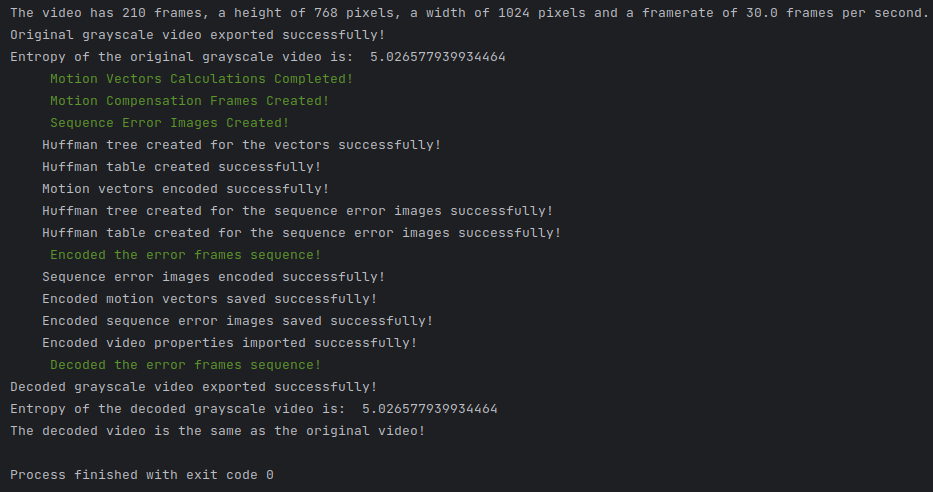 The video has 210 frames, a height of 768 pixels, a width of 1024 pixels and a framerate of 30.0 frames per second.
Original grayscale video exported successfully!
Entropy of the original grayscale video is:  5.026577939934464
Motion Vectors Calculations Completed!
Motion Compensation Frames Created!
Sequence Error Images Created!
Huffman tree created for the vectors successfully!
Huffman table created successfully!
Motion vectors encoded successfully!
Huffman tree created for the sequence error images successfully!
Huffman table created for the sequence error images successfully!
Encoded the error frames sequence!
Sequence error images encoded successfully!
Encoded motion vectors saved successfully!
Encoded sequence error images saved successfully!
Encoded video properties imported successfully!
Decoded the error frames sequence!
Decoded grayscale video exported successfully!
Entropy of the decoded grayscale video is:  5.026577939934464
The decoded video is the same as the original video!
Process finished with exit code 0